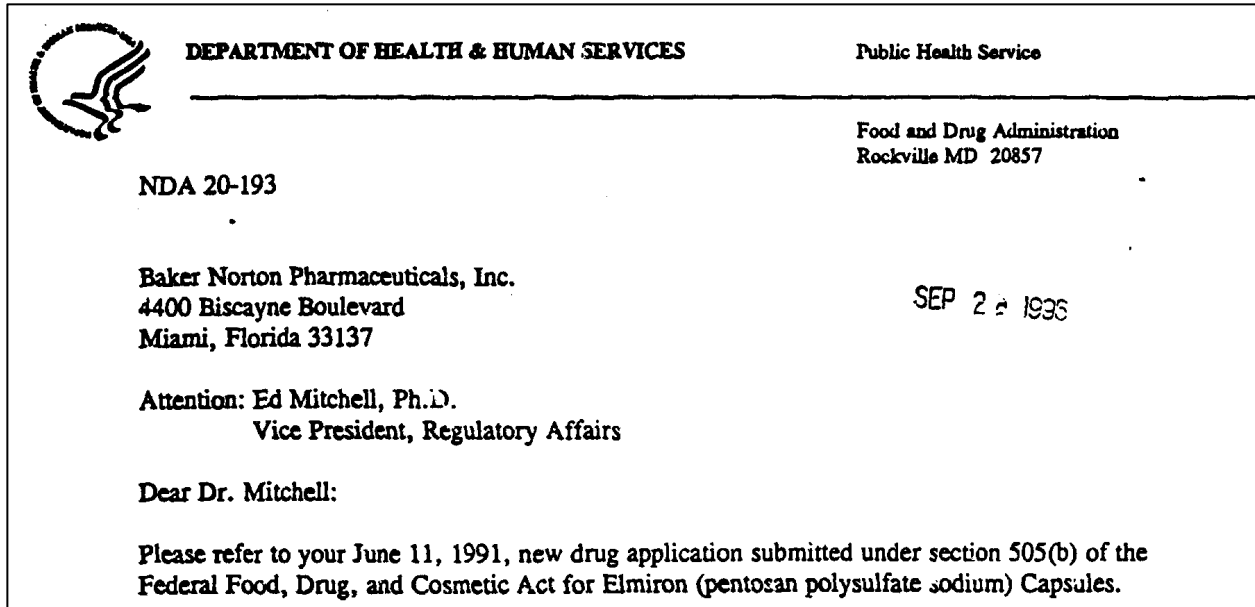 DEPARTMENT OF HEALTH & HUMAN SERVICES
Public Health Service
Food and Drug Administration
Rockville MD 20857
NDA 20-193
Baker Norton Pharmaceuticals, Inc.
4400 Biscayne Boulevard
Miami, Florida 33137
SEP 1996
Attention: Ed Mitchell, Ph.D.
Vice President, Regulatory Affairs
Dear Dr. Mitchell:
Please refer to your June 11, 1991, new drug application submitted under section 505(b) of the
Federal Food, Drug, and Cosmetic Act for Elmiron (pentosan polysulfate sodium) Capsules.